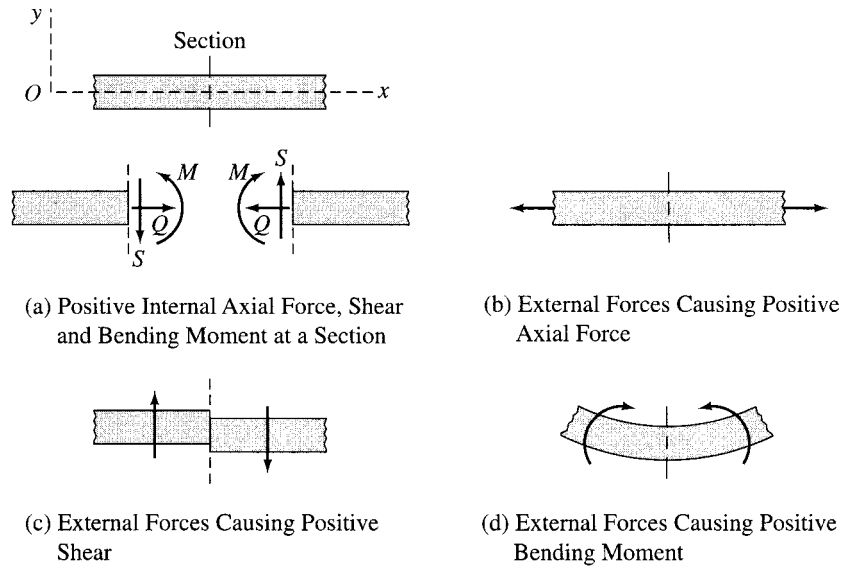 y
Section
O
x
M
M
S
Q
Q
S
(a) Positive Internal Axial Force, Shear
and Bending Moment at a Section
(b) External Forces Causing Positive
Axial Force
(c) External Forces Causing Positive
Shear
(d) External Forces Causing Positive
Bending Moment